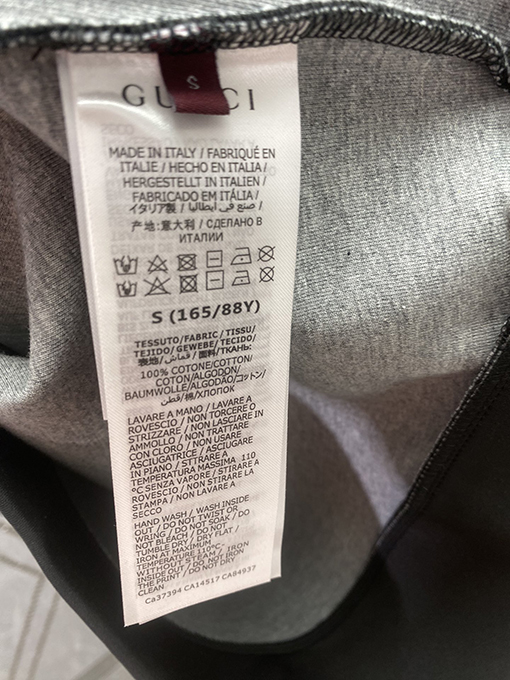 S
GUCCI
MADE IN ITALY / FABRIQUÉ EN
ITALIE / HECHO EN ITALIA /
HERGESTELLT IN ITALIEN /
FABRICADO EM ITÁLIA /
イタリア製 / صنع في ايطاليا /
产地:意大利 / СДЕЛАНО В
ИТАЛИИ
S (165/88Y)
TESSUTO/FABRIC / TISSU/
TEJIDO/GEWEBE/TECIDO/
表地/قماش/面料/ТКАНЬ:
100% COTONE/COTTON/
COTON/ALGODON/
BAUMWOLLE/ALGODÃO/コットン/
قطن/棉/ХЛОПОК
LAVARE A MANO / LAVARE A
ROVESCIO / NON TORCERE O
STRIZZARE / NON LASCIARE IN
AMMOLLO / NON TRATTARE
CON CLORO / NON USARE
ASCIUGATRICE / ASCIUGARE
IN PIANO / STIRARE A
TEMPERATURA MASSIMA 110
°C SENZA VAPORE / STIRARE A
ROVESCIO / NON STIRARE LA
STAMPA / NON LAVARE A
SECCO
HAND WASH / WASH INSIDE
OUT / DO NOT TWIST OR
WRING / DO NOT SOAK / DO
NOT BLEACH / DO NOT
TUMBLE DRY / DRY FLAT /
IRON AT MAXIMUM
TEMPERATURE 110°C
WITHOUT STEAM / IRON
INSIDE OUT / DO NOT IRON
THE PRINT / DO NOT DRY
CLEAN
Ca37394 CA14517 CA84937